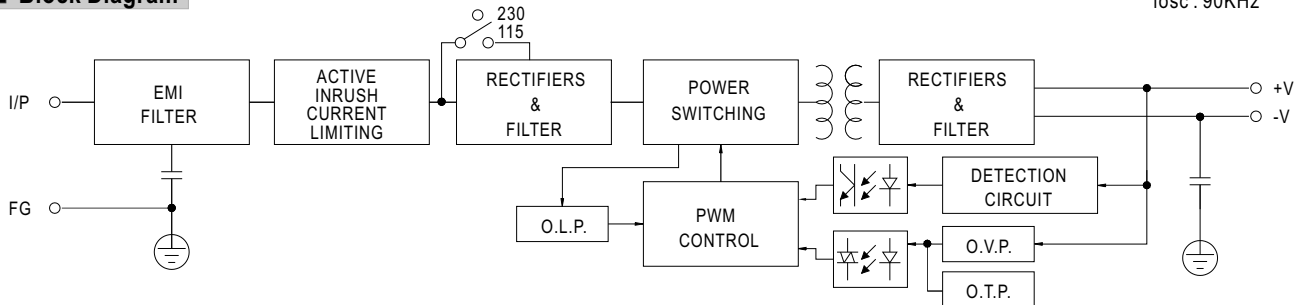 Block Diagram
fosc : 90KHz
230
115
I/P
EMI
FILTER
ACTIVE
INRUSH
CURRENT
LIMITING
RECTIFIERS
&
FILTER
POWER
SWITCHING
RECTIFIERS
&
FILTER
+V
-V
FG
O.L.P.
PWM
CONTROL
DETECTION
CIRCUIT
O.V.P.
O.T.P.